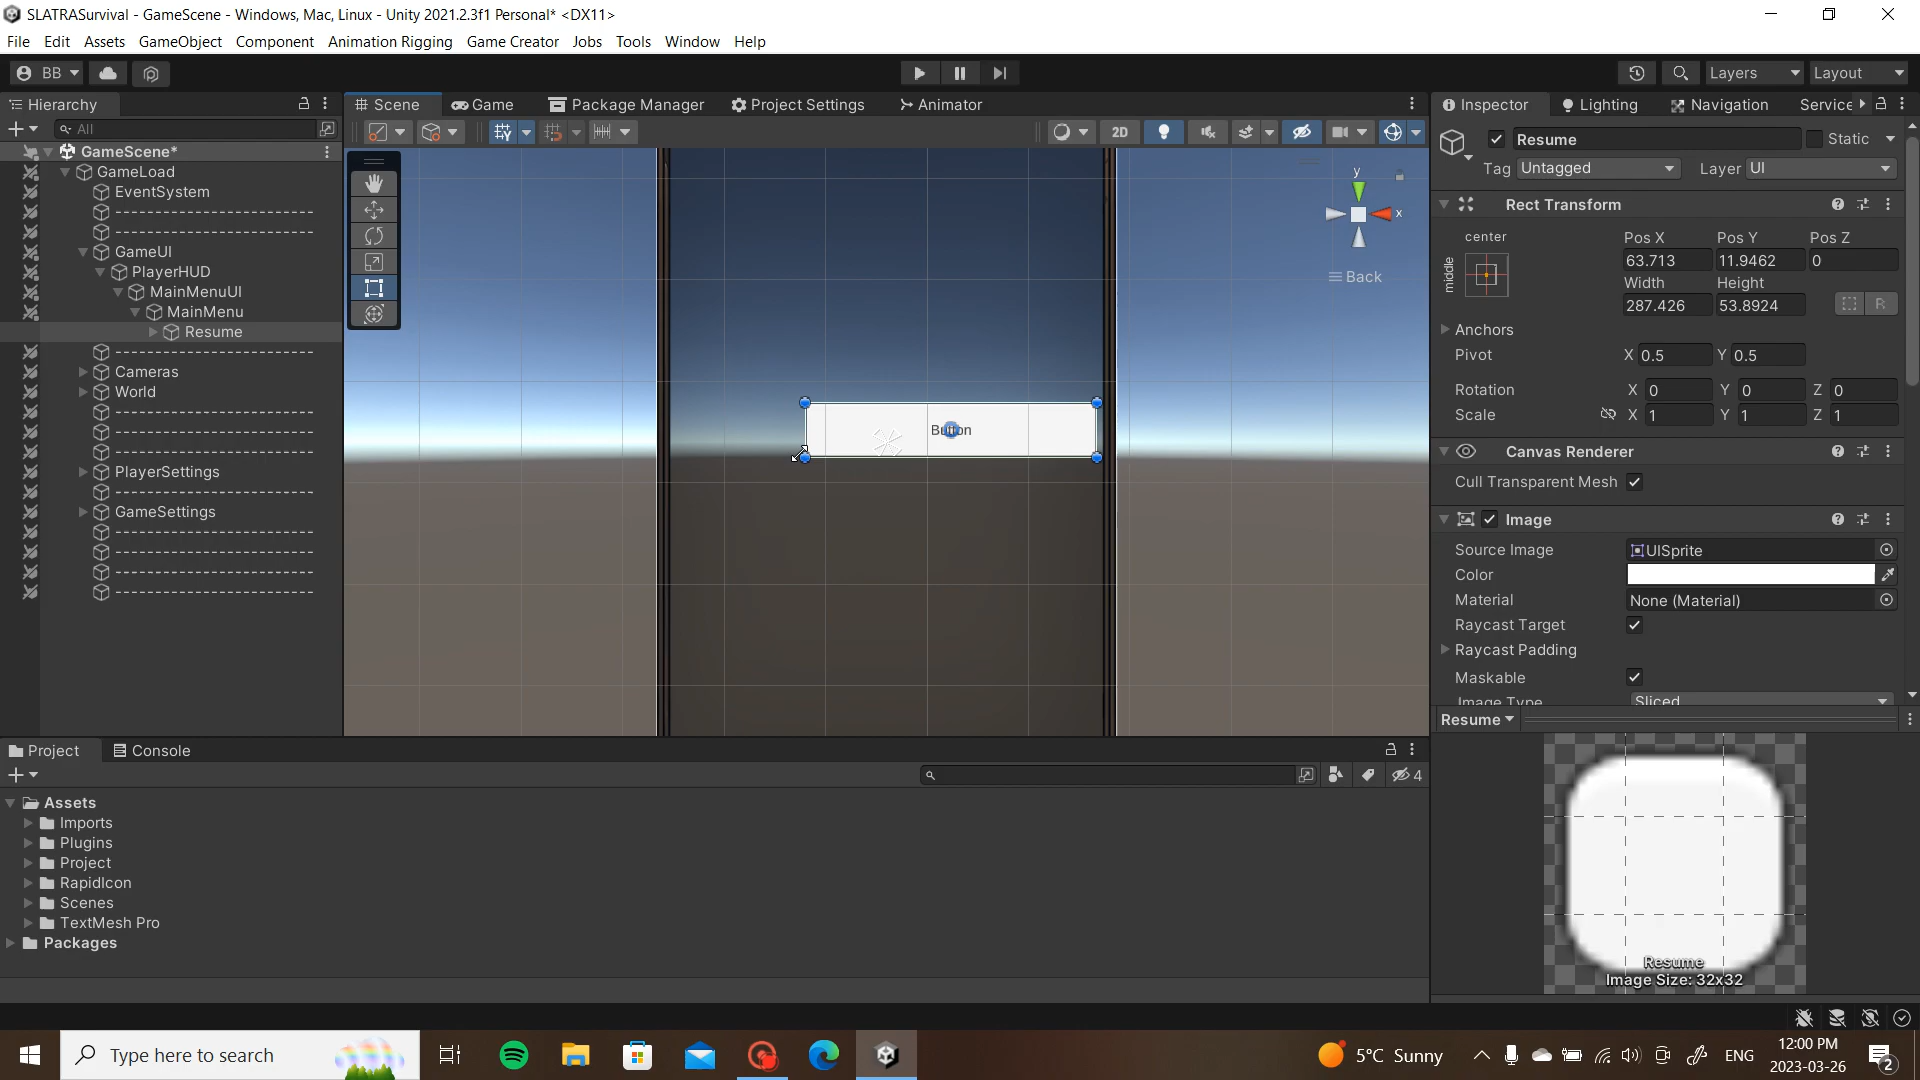 SLATRASurvival - GameScene - Windows, Mac, Linux - Unity 2021.2.3f1 Personal* <DX11>
File Edit Assets GameObject Component Animation Rigging Game Creator Jobs Tools Window Help
BB Layers Layout
Hierarchy Scene Game Package Manager Project Settings Animator Inspector Lighting Navigation Service
All 2D
GameScene*
GameLoad
EventSystem
--------------------
--------------------
GameUI
PlayerHUD
MainMenuUI
MainMenu
Resume
--------------------
Cameras
World
--------------------
--------------------
--------------------
PlayerSettings
--------------------
GameSettings
--------------------
--------------------
--------------------
--------------------
y
x
Back
Button
Resume Static
Tag Untagged Layer UI
Rect Transform
center Pos X Pos Y Pos Z
middle 63.713 11.9462 0
Width Height
287.426 53.8924 R
Anchors
Pivot X 0.5 Y 0.5
Rotation X 0 Y 0 Z 0
Scale X 1 Y 1 Z 1
Canvas Renderer
Cull Transparent Mesh
Image
Source Image UISprite
Color
Material None (Material)
Raycast Target
Raycast Padding
Maskable
Image Type Sliced
Resume
Resume
Image Size: 32x32
Project Console
4
Assets
Imports
Plugins
Project
RapidIcon
Scenes
TextMesh Pro
Packages
Type here to search 5°C Sunny ENG 12:00 PM
2023-03-26 2